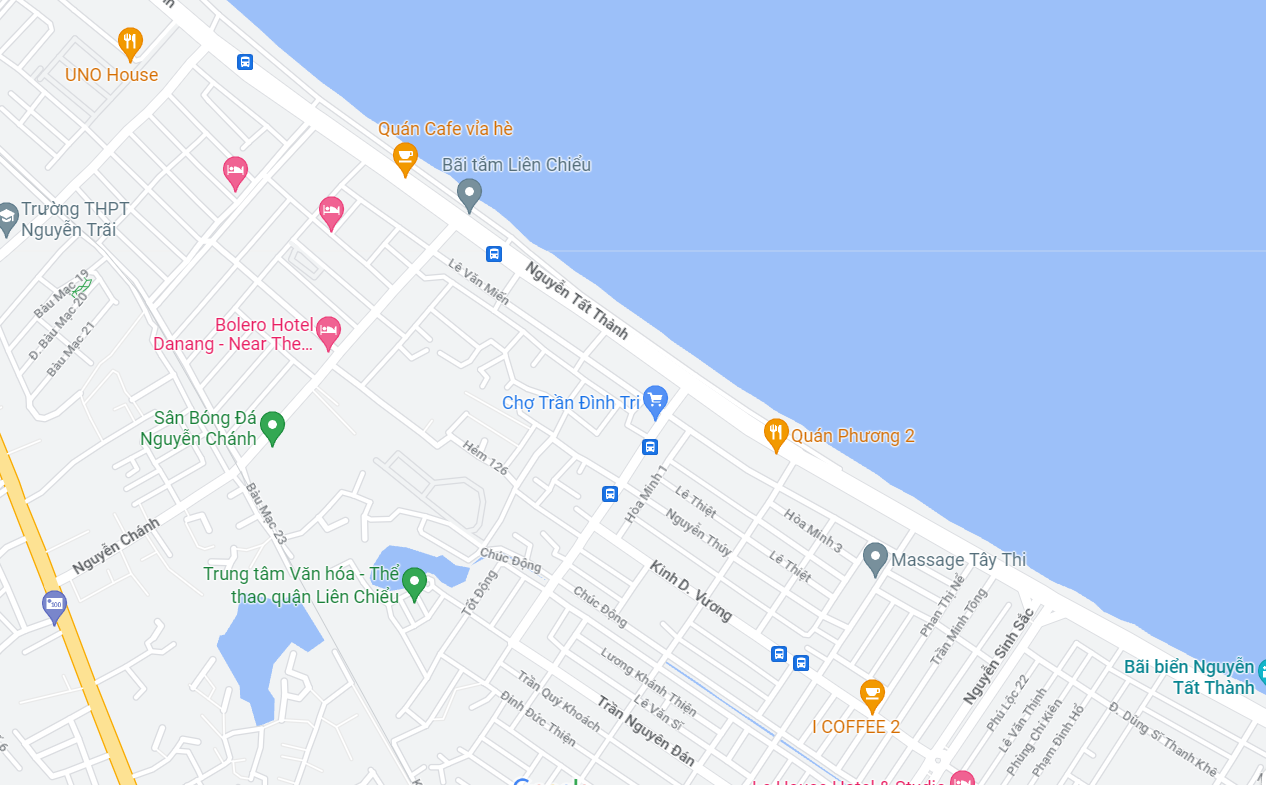 UNO House
Quán Cafe vỉa hè
Bãi tắm Liên Chiểu
Trường THPT
Nguyễn Trãi
Lê Văn Miến
Nguyễn Tất Thành
Bàu Mạc 19
Đ. Bàu Mạc 20
Bàu Mạc 21
Bolero Hotel
Danang - Near The...
Chợ Trần Đình Tri
Sân Bóng Đá
Nguyễn Chánh
Quán Phương 2
Hẻm 126
Hòa Minh 1
Lê Thiệt
Hòa Minh 3
Nguyễn Thúy
Bàu Mạc 23
Nguyễn Chánh
Lê Thiệt
Massage Tây Thi
Chúc Động
Kinh D. Vương
Trung tâm Văn hóa - Thể
thao quận Liên Chiểu
100
Tốt Động
Chúc Động
Phan Thị Nể
Trần Minh Tông
Nguyễn Sinh Sắc
Lương Khánh Thiện
Bãi biển Nguyễn
Tất Thành
Trần Quý Khoách
Lê Văn Sĩ
Đinh Đức Thiện
Trần Nguyên Đán
I COFFEE 2
Phú Lộc 22
Lê Văn Thịnh
Phùng Chí Kiên
Phạm Đình Hổ
Đ. Dũng Sĩ Thanh Khê